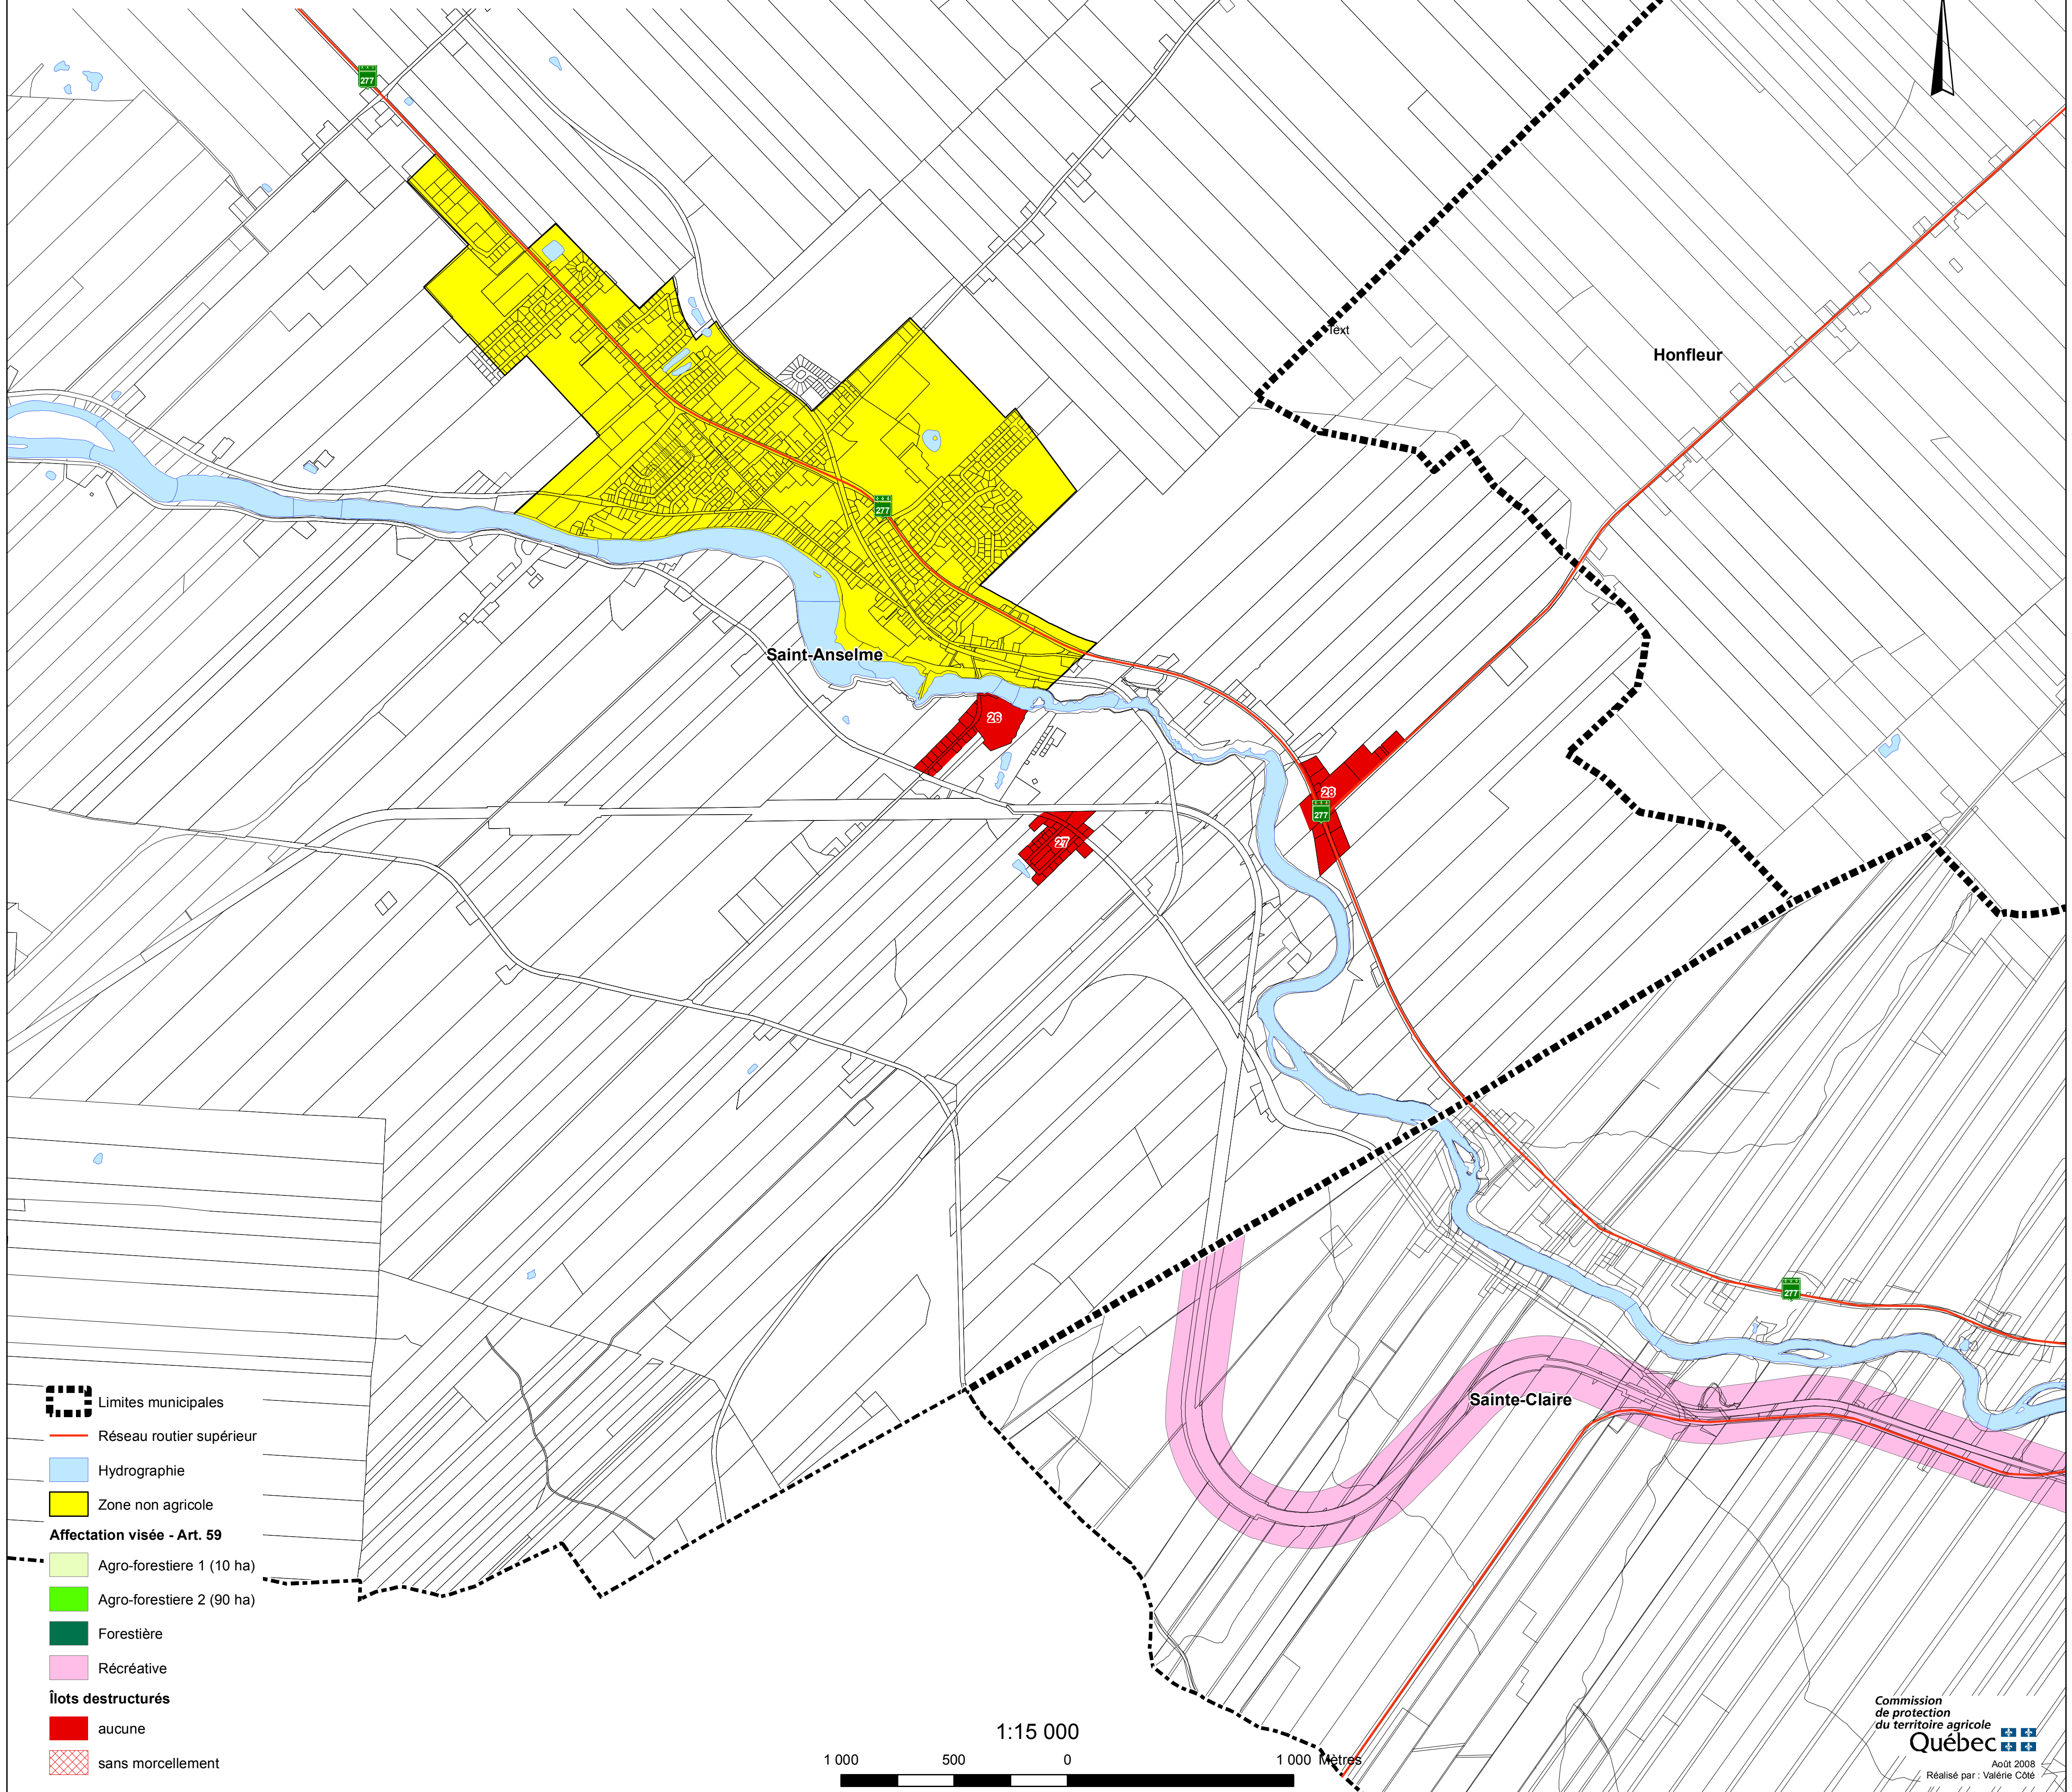 277
Text
Honfleur
277
Saint-Anselme
26
28
277
27
277
Sainte-Claire
Limites municipales
Réseau routier supérieur
Hydrographie
Zone non agricole
Affectation visée - Art. 59
Agro-forestiere 1 (10 ha)
Agro-forestiere 2 (90 ha)
Forestière
Récréative
Îlots destructurés
aucune
sans morcellement
1:15 000
1 000 500 0 1 000 Mètres
Commission
de protection
du territoire agricole
Québec
Août 2008
Réalisé par : Valérie Côté